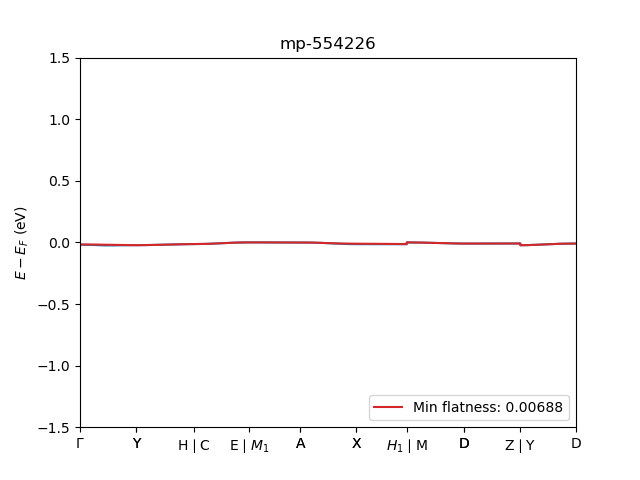 mp-554226
E − E_F (eV)
1.5
1.0
0.5
0.0
−0.5
−1.0
−1.5
Min flatness: 0.00688
Γ Y H | C E | M₁ A X H₁ | M D Z | Y D